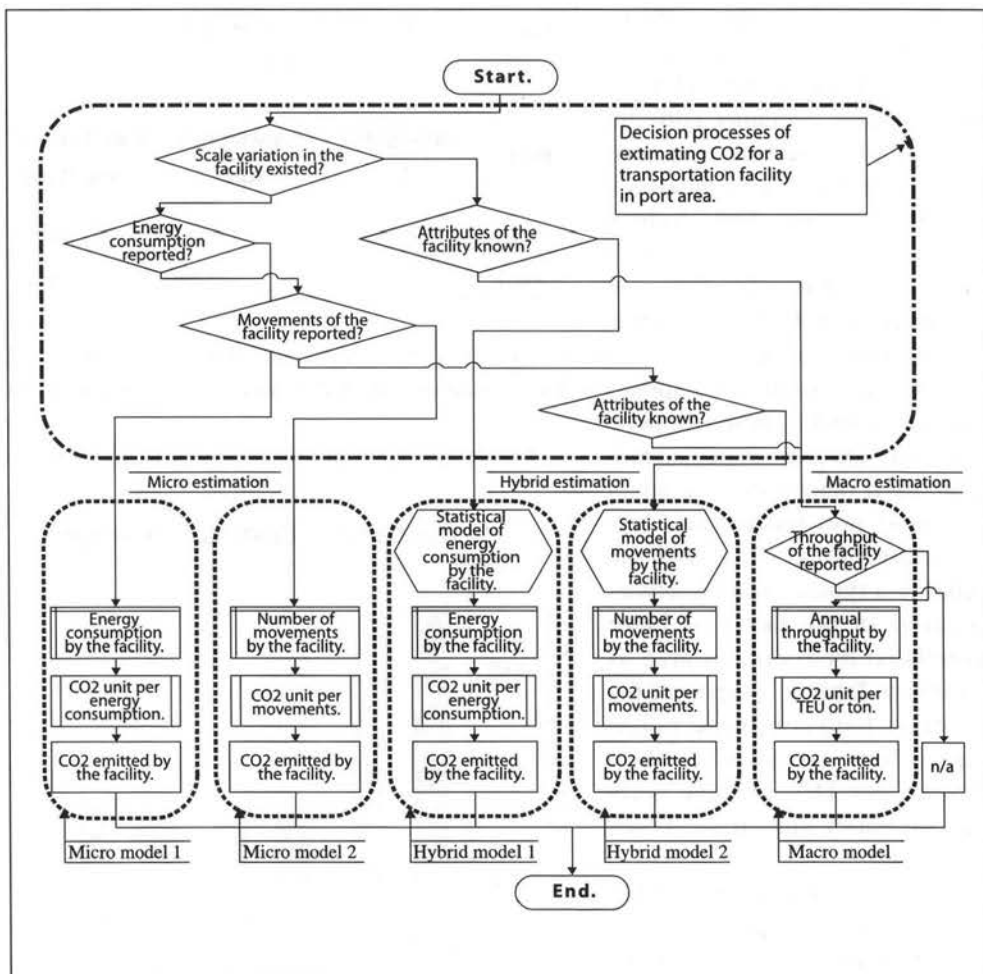 Start.
Decision processes of
extimating CO2 for a
transportation facility
in port area.
Scale variation in the
facility existed?
Energy
consumption
reported?
Attributes of the
facility known?
Movements of the
facility reported?
Attributes of the
facility known?
Micro estimation
Hybrid estimation
Macro estimation
Statistical
model of
energy
consumption
by the
facility.
Statistical
model of
movements
by the
facility.
Throughput
of the facility
reported?
Energy
consumption
by the facility.
Number of
movements
by the facility.
Energy
consumption
by the facility.
Number of
movements
by the facility.
Annual
throughput by
the facility.
CO2 unit per
energy
consumption.
CO2 unit per
movements.
CO2 unit per
energy
consumption.
CO2 unit per
movements.
CO2 unit per
TEU or ton.
CO2 emitted by
the facility.
CO2 emitted by
the facility.
CO2 emitted
by the facility.
CO2 emitted
by the facility.
CO2 emitted
by the facility.
n/a
Micro model 1
Micro model 2
Hybrid model 1
Hybrid model 2
Macro model
End.